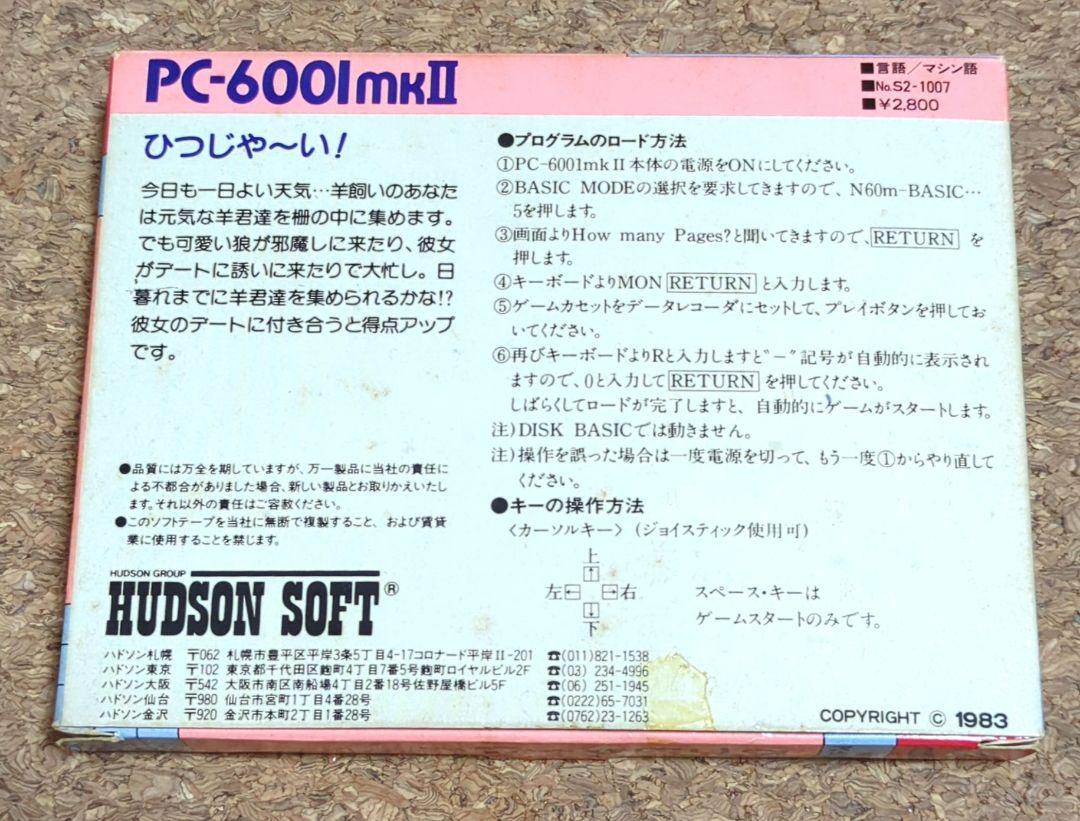 PC-6001mkII
■言語／マシン語
■No.S2-1007
■￥2,800
ひつじや〜い！
今日も一日よい天気…羊飼いのあなた
は元気な羊君達を柵の中に集めます。
でも可愛い狼が邪魔しに来たり、彼女
がデートに誘いに来たりで大忙し。日
暮れまでに羊君達を集められるかな!?
彼女のデートに付き合うと得点アップ
です。
●品質には万全を期していますが、万一製品に当社の責任に
よる不都合がありました場合、新しい製品とお取りかえいたし
ます。それ以外の責任はご容赦ください。
●このソフトテープを当社に無断で複製すること、および賃貸
業に使用することを禁じます。
●プログラムのロード方法
①PC-6001mkII本体の電源をONにしてください。
②BASIC MODEの選択を要求してきますので、N60m-BASIC…
5を押します。
③画面よりHow many Pages?と聞いてきますので、RETURN を
押します。
④キーボードよりMON RETURN と入力します。
⑤ゲームカセットをデータレコーダにセットして、プレイボタンを押してお
いてください。
⑥再びキーボードよりRと入力しますと"－"記号が自動的に表示され
ますので、0と入力して RETURN を押してください。
しばらくしてロードが完了しますと、自動的にゲームがスタートします。
注)DISK BASICでは動きません。
注)操作を誤った場合は一度電源を切って、もう一度①からやり直して
ください。
●キーの操作方法
〈カーソルキー〉(ジョイスティック使用可)
上
↑
左← →右
↓
下
スペース・キーは
ゲームスタートのみです。
HUDSON GROUP
HUDSON SOFT®
ハドソン札幌 〒062 札幌市豊平区平岸3条5丁目4-17コロナード平岸II-201 ☎(011)821-1538
ハドソン東京 〒102 東京都千代田区麹町4丁目7番5号麹町ロイヤルビル2F ☎(03) 234-4996
ハドソン大阪 〒542 大阪市南区南船場4丁目2番18号佐野屋橋ビル5F ☎(06) 251-1945
ハドソン仙台 〒980 仙台市宮町1丁目4番28号 ☎(0222)65-7031
ハドソン金沢 〒920 金沢市本町2丁目1番28号 ☎(0762)23-1263
COPYRIGHT © 1983